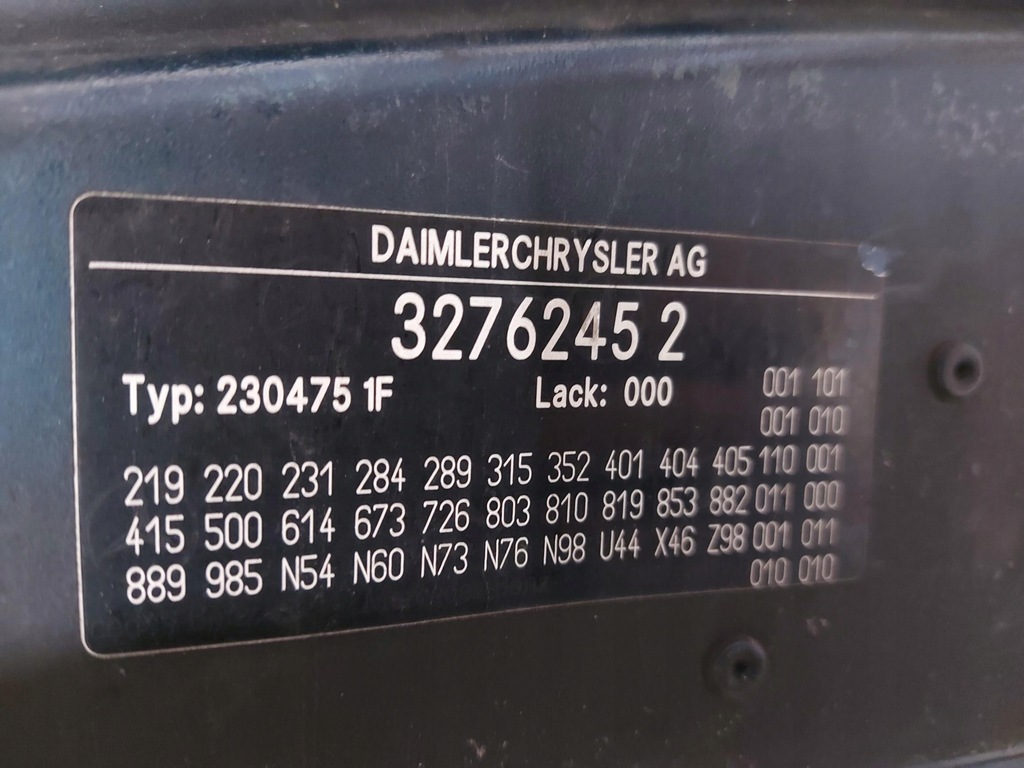 DAIMLERCHRYSLER AG
3276245 2
Typ: 230475 1F Lack: 000 001 101
001 010
219 220 231 284 289 315 352 401 404 405 110 001
415 500 614 673 726 803 810 819 853 882 011 000
889 985 N54 N60 N73 N76 N98 U44 X46 Z98 001 011
010 010